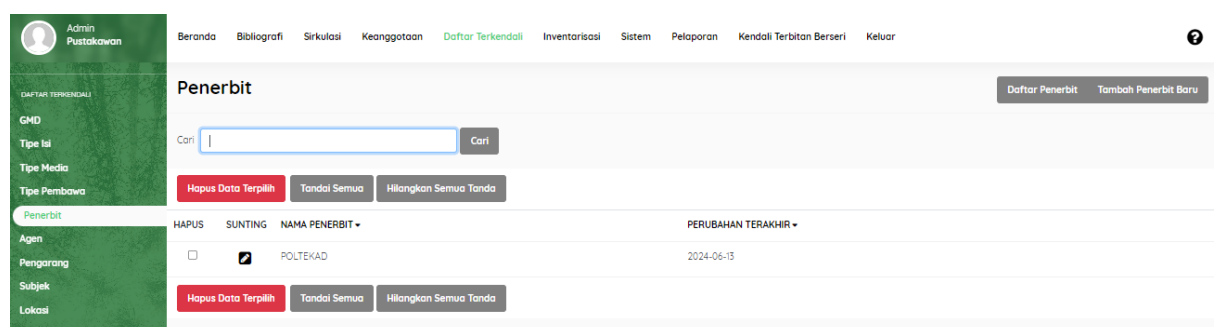 Admin
Pustakawan
Beranda Bibliografi Sirkulasi Keanggotaan Daftar Terkendali Inventarisasi Sistem Pelaporan Kendali Terbitan Berseri Keluar ?
DAFTAR TERKENDALI
GMD
Tipe Isi
Tipe Media
Tipe Pembawa
Penerbit
Agen
Pengarang
Subjek
Lokasi
Penerbit
Daftar Penerbit Tambah Penerbit Baru
Cari Cari
Hapus Data Terpilih Tandai Semua Hilangkan Semua Tanda
HAPUS SUNTING NAMA PENERBIT PERUBAHAN TERAKHIR
POLTEKAD 2024-06-13
Hapus Data Terpilih Tandai Semua Hilangkan Semua Tanda